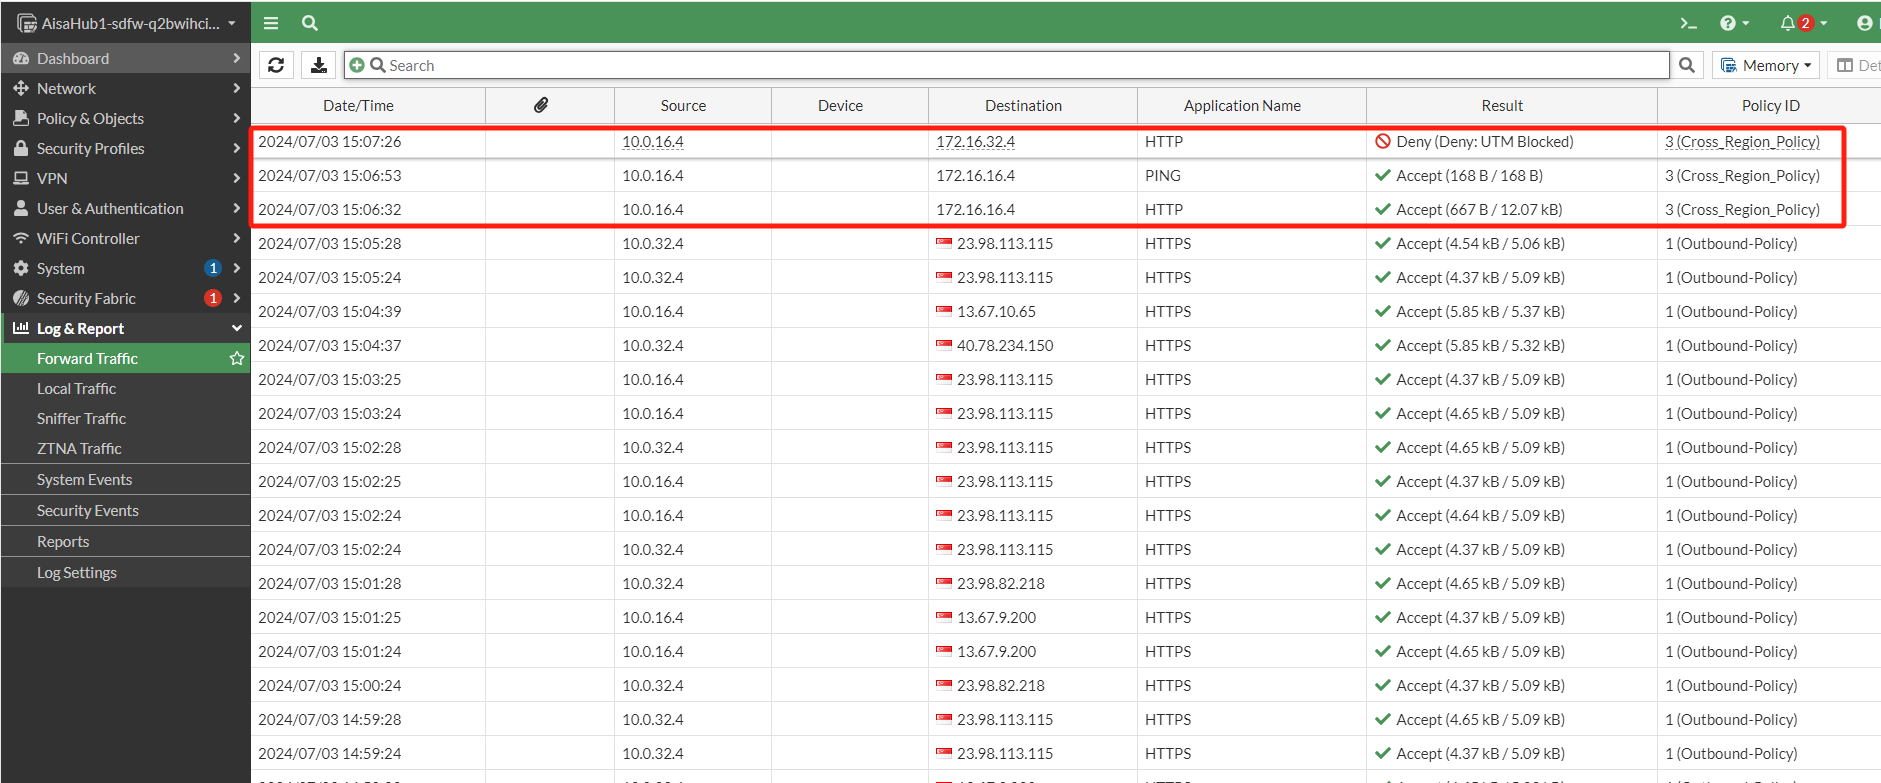 AisaHub1-sdfw-q2bwihci...
2
Dashboard
Network
Policy & Objects
Security Profiles
VPN
User & Authentication
WiFi Controller
System 1
Security Fabric 1
Log & Report
Forward Traffic
Local Traffic
Sniffer Traffic
ZTNA Traffic
System Events
Security Events
Reports
Log Settings
Search Memory Det
Date/Time Source Device Destination Application Name Result Policy ID
2024/07/03 15:07:26 10.0.16.4 172.16.32.4 HTTP Deny (Deny: UTM Blocked) 3 (Cross_Region_Policy)
2024/07/03 15:06:53 10.0.16.4 172.16.16.4 PING Accept (168 B / 168 B) 3 (Cross_Region_Policy)
2024/07/03 15:06:32 10.0.16.4 172.16.16.4 HTTP Accept (667 B / 12.07 kB) 3 (Cross_Region_Policy)
2024/07/03 15:05:28 10.0.32.4 23.98.113.115 HTTPS Accept (4.54 kB / 5.06 kB) 1 (Outbound-Policy)
2024/07/03 15:05:24 10.0.32.4 23.98.113.115 HTTPS Accept (4.37 kB / 5.09 kB) 1 (Outbound-Policy)
2024/07/03 15:04:39 10.0.16.4 13.67.10.65 HTTPS Accept (5.85 kB / 5.37 kB) 1 (Outbound-Policy)
2024/07/03 15:04:37 10.0.32.4 40.78.234.150 HTTPS Accept (5.85 kB / 5.32 kB) 1 (Outbound-Policy)
2024/07/03 15:03:25 10.0.16.4 23.98.113.115 HTTPS Accept (4.37 kB / 5.09 kB) 1 (Outbound-Policy)
2024/07/03 15:03:24 10.0.16.4 23.98.113.115 HTTPS Accept (4.65 kB / 5.09 kB) 1 (Outbound-Policy)
2024/07/03 15:02:28 10.0.32.4 23.98.113.115 HTTPS Accept (4.65 kB / 5.09 kB) 1 (Outbound-Policy)
2024/07/03 15:02:25 10.0.16.4 23.98.113.115 HTTPS Accept (4.37 kB / 5.09 kB) 1 (Outbound-Policy)
2024/07/03 15:02:24 10.0.16.4 23.98.113.115 HTTPS Accept (4.64 kB / 5.09 kB) 1 (Outbound-Policy)
2024/07/03 15:02:24 10.0.32.4 23.98.113.115 HTTPS Accept (4.37 kB / 5.09 kB) 1 (Outbound-Policy)
2024/07/03 15:01:28 10.0.32.4 23.98.82.218 HTTPS Accept (4.65 kB / 5.09 kB) 1 (Outbound-Policy)
2024/07/03 15:01:25 10.0.16.4 13.67.9.200 HTTPS Accept (4.37 kB / 5.09 kB) 1 (Outbound-Policy)
2024/07/03 15:01:24 10.0.16.4 13.67.9.200 HTTPS Accept (4.65 kB / 5.09 kB) 1 (Outbound-Policy)
2024/07/03 15:00:24 10.0.32.4 23.98.82.218 HTTPS Accept (4.37 kB / 5.09 kB) 1 (Outbound-Policy)
2024/07/03 14:59:28 10.0.32.4 23.98.113.115 HTTPS Accept (4.65 kB / 5.09 kB) 1 (Outbound-Policy)
2024/07/03 14:59:24 10.0.32.4 23.98.113.115 HTTPS Accept (4.37 kB / 5.09 kB) 1 (Outbound-Policy)